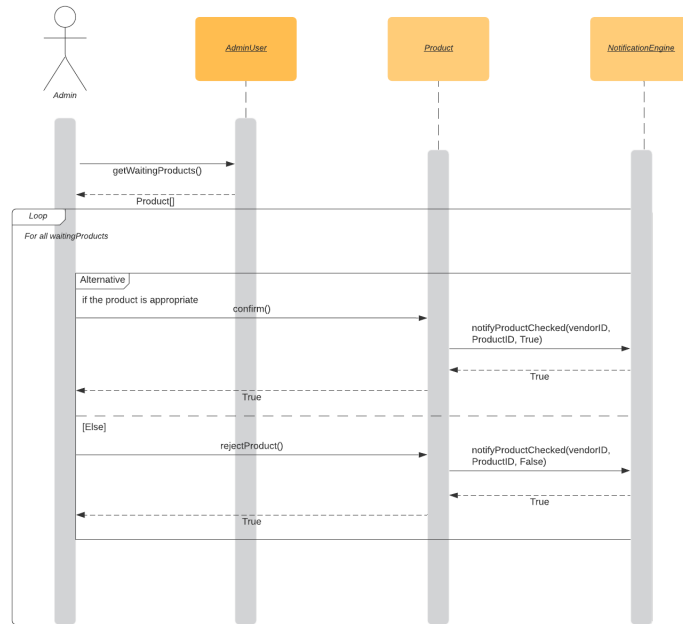 AdminUser
Product
NotificationEngine
Admin
getWaitingProducts()
Product[]
Loop
For all waitingProducts
Alternative
if the product is appropriate
confirm()
notifyProductChecked(vendorID,
ProductID, True)
True
True
[Else]
rejectProduct()
notifyProductChecked(vendorID,
ProductID, False)
True
True